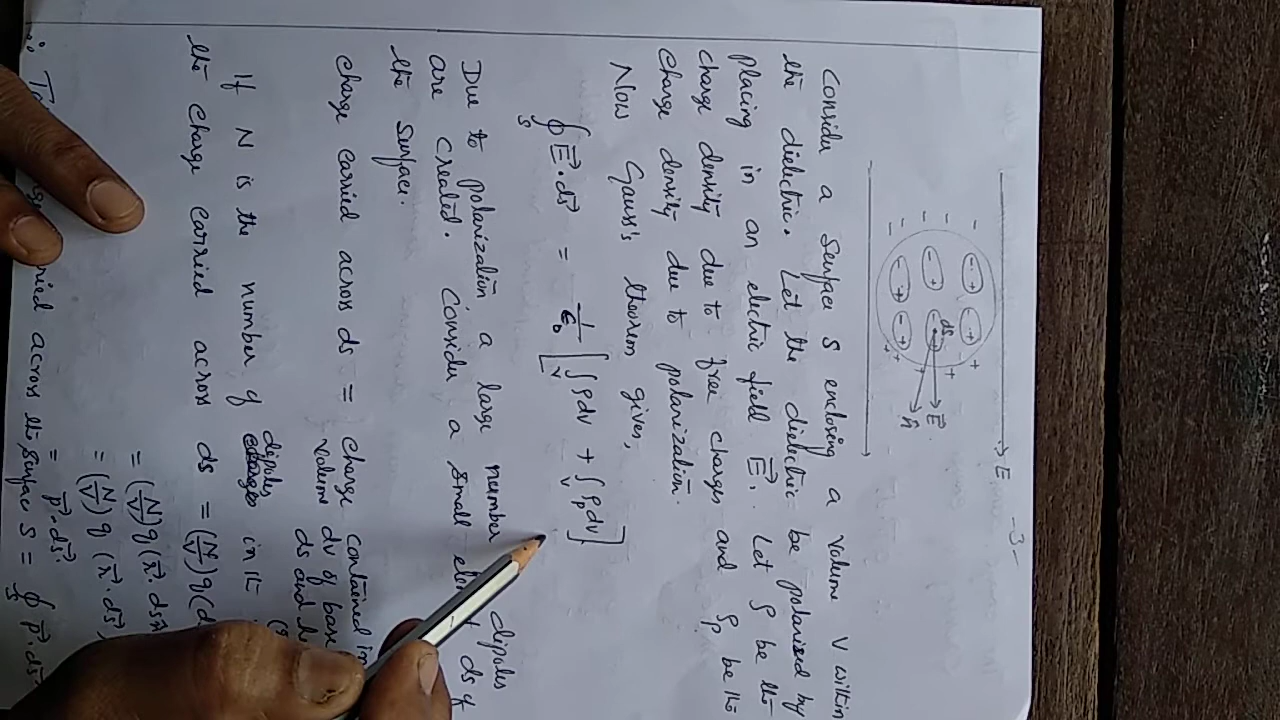 -3-
E
- - - -
- + - +
- + ds - +
- + - +
+ + + + +
E⃗
n̂
Consider a surface S enclosing a volume V within
the dielectric. Let the dielectric be polarized by
placing in an electric field E⃗. Let ρ be the
charge density due to free charges and ρp be the
charge density due to polarization.
Now Gauss's theorem gives,
∮s E⃗·ds⃗ = 1/ε0 [∫v ρdv + ∫v ρp dv]
Due to polarization a large number dipoles
are created. Consider a small ds of
the surface.
charge carried across ds = charge contained in
volume dv of base
ds and
If N is the number of dipoles in the
the charge carried across ds = (N/V)q(d
= (N/V)q(r⃗·ds
= (N/V)q(r⃗·ds⃗)
= p⃗·ds⃗.
∴ carried across the surface S = ∮s p⃗·ds⃗